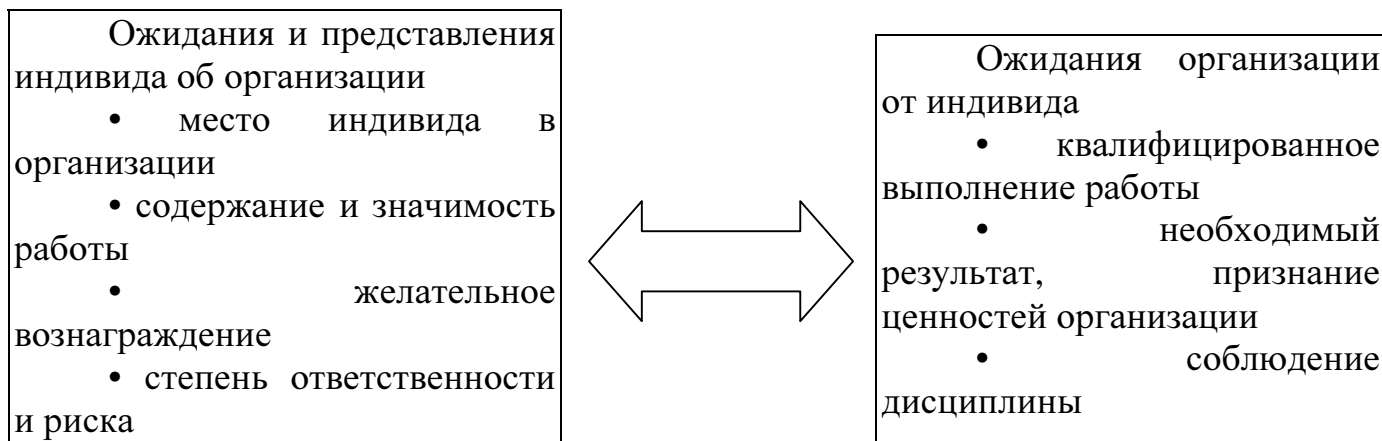 Ожидания и представления
индивида об организации
• место индивида в
организации
• содержание и значимость
работы
• желательное
вознаграждение
• степень ответственности
и риска
Ожидания организации
от индивида
• квалифицированное
выполнение работы
• необходимый
результат, признание
ценностей организации
• соблюдение
дисциплины